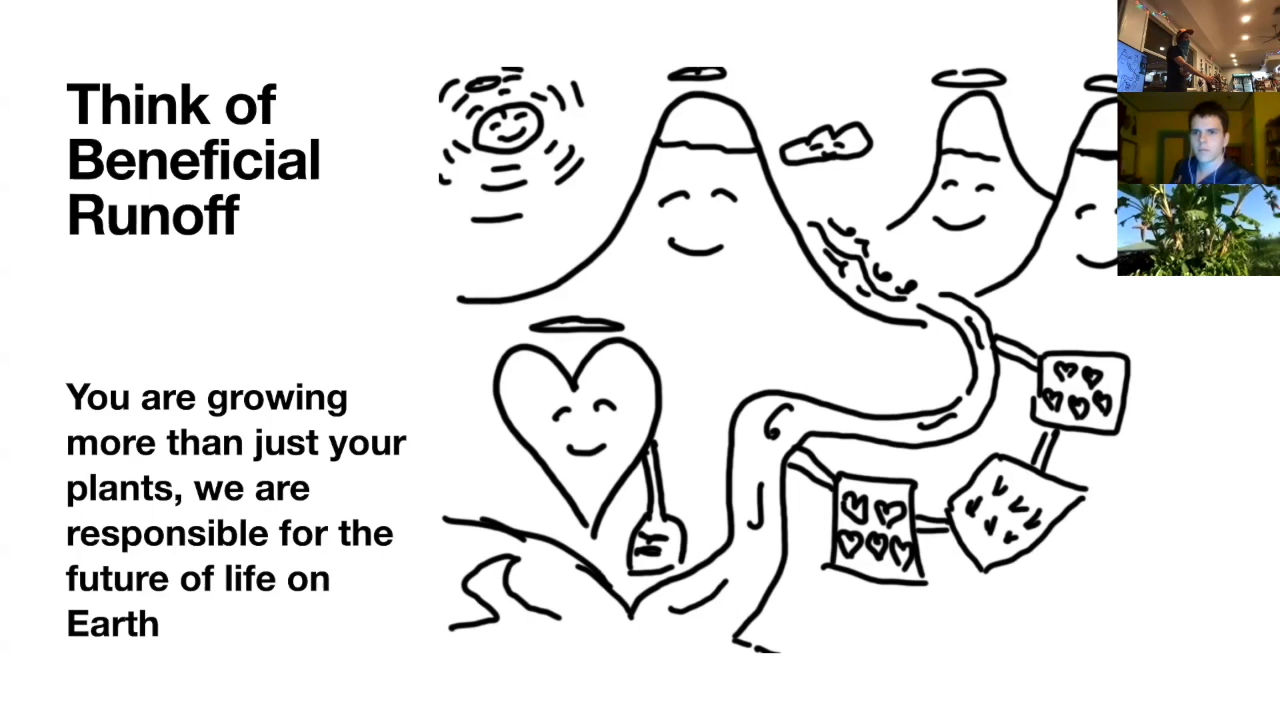 Think of
Beneficial
Runoff
You are growing
more than just your
plants, we are
responsible for the
future of life on
Earth